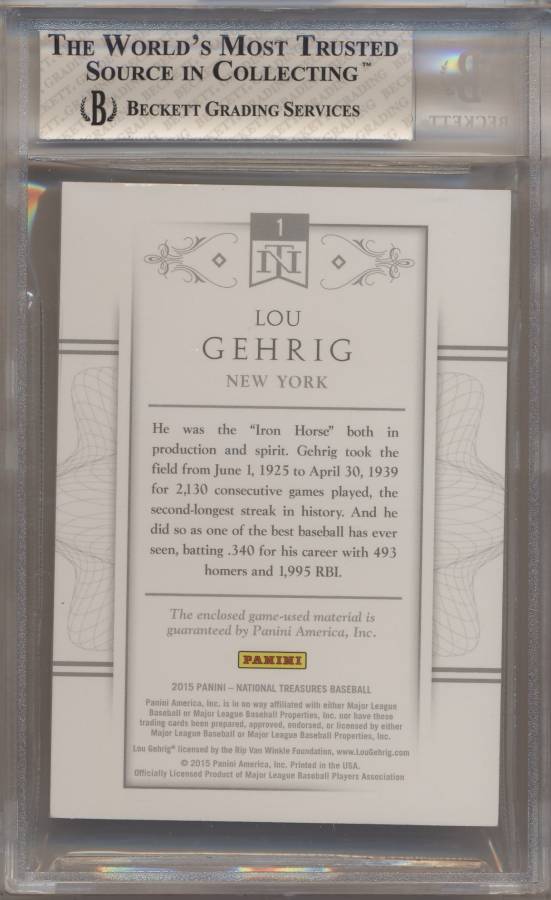 THE WORLD'S MOST TRUSTED
SOURCE IN COLLECTING™
B BECKETT GRADING SERVICES
BECKETT
1
NT
LOU
GEHRIG
NEW YORK
He was the “Iron Horse” both in
production and spirit. Gehrig took the
field from June 1, 1925 to April 30, 1939
for 2,130 consecutive games played, the
second-longest streak in history. And he
did so as one of the best baseball has ever
seen, batting .340 for his career with 493
homers and 1,995 RBI.
The enclosed game-used material is
guaranteed by Panini America, Inc.
PANINI
2015 PANINI – NATIONAL TREASURES BASEBALL
Panini America, Inc. is in no way affiliated with either Major League
Baseball or Major League Baseball Properties, Inc. nor have these
trading cards been prepared, approved, endorsed, or licensed by either
Major League Baseball or Major League Baseball Properties, Inc.
Lou Gehrig® licensed by the Rip Van Winkle Foundation, www.LouGehrig.com
© 2015 Panini America, Inc. Printed in the USA.
Officially Licensed Product of Major League Baseball Players Association